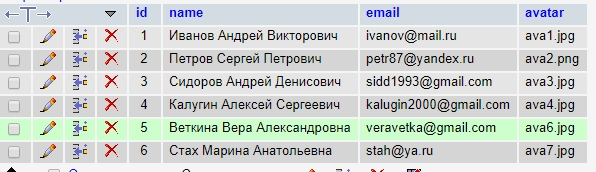 id name email avatar
1 Иванов Андрей Викторович ivanov@mail.ru ava1.jpg
2 Петров Сергей Петрович petr87@yandex.ru ava2.png
3 Сидоров Андрей Денисович sidd1993@gmail.com ava3.jpg
4 Калугин Алексей Сергеевич kalugin2000@gmail.com ava4.jpg
5 Веткина Вера Александровна veravetka@gmail.com ava6.jpg
6 Стах Марина Анатольевна stah@ya.ru ava7.jpg